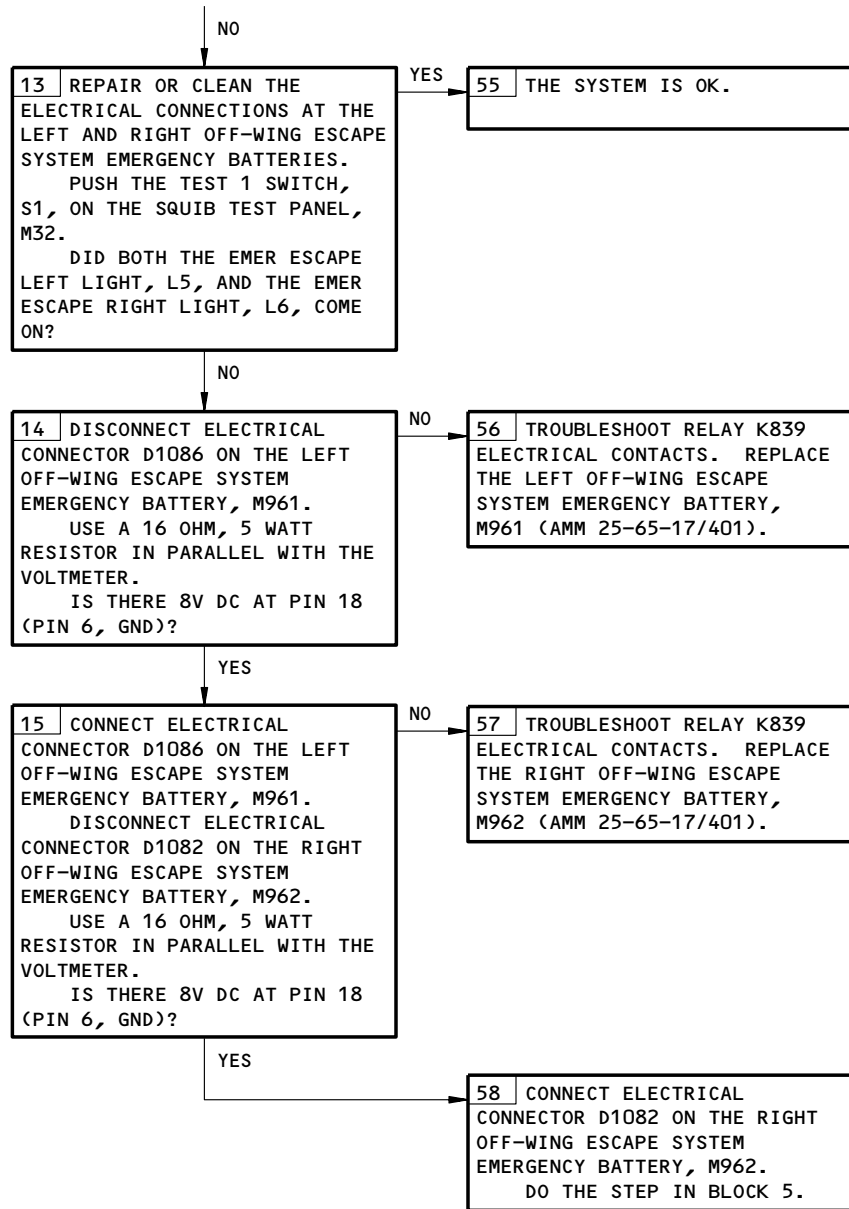 NO
13 REPAIR OR CLEAN THE
ELECTRICAL CONNECTIONS AT THE
LEFT AND RIGHT OFF-WING ESCAPE
SYSTEM EMERGENCY BATTERIES.
PUSH THE TEST 1 SWITCH,
S1, ON THE SQUIB TEST PANEL,
M32.
DID BOTH THE EMER ESCAPE
LEFT LIGHT, L5, AND THE EMER
ESCAPE RIGHT LIGHT, L6, COME
ON?
YES
55 THE SYSTEM IS OK.
NO
14 DISCONNECT ELECTRICAL
CONNECTOR D1086 ON THE LEFT
OFF-WING ESCAPE SYSTEM
EMERGENCY BATTERY, M961.
USE A 16 OHM, 5 WATT
RESISTOR IN PARALLEL WITH THE
VOLTMETER.
IS THERE 8V DC AT PIN 18
(PIN 6, GND)?
NO
56 TROUBLESHOOT RELAY K839
ELECTRICAL CONTACTS. REPLACE
THE LEFT OFF-WING ESCAPE
SYSTEM EMERGENCY BATTERY,
M961 (AMM 25-65-17/401).
YES
15 CONNECT ELECTRICAL
CONNECTOR D1086 ON THE LEFT
OFF-WING ESCAPE SYSTEM
EMERGENCY BATTERY, M961.
DISCONNECT ELECTRICAL
CONNECTOR D1082 ON THE RIGHT
OFF-WING ESCAPE SYSTEM
EMERGENCY BATTERY, M962.
USE A 16 OHM, 5 WATT
RESISTOR IN PARALLEL WITH THE
VOLTMETER.
IS THERE 8V DC AT PIN 18
(PIN 6, GND)?
NO
57 TROUBLESHOOT RELAY K839
ELECTRICAL CONTACTS. REPLACE
THE RIGHT OFF-WING ESCAPE
SYSTEM EMERGENCY BATTERY,
M962 (AMM 25-65-17/401).
YES
58 CONNECT ELECTRICAL
CONNECTOR D1082 ON THE RIGHT
OFF-WING ESCAPE SYSTEM
EMERGENCY BATTERY, M962.
DO THE STEP IN BLOCK 5.